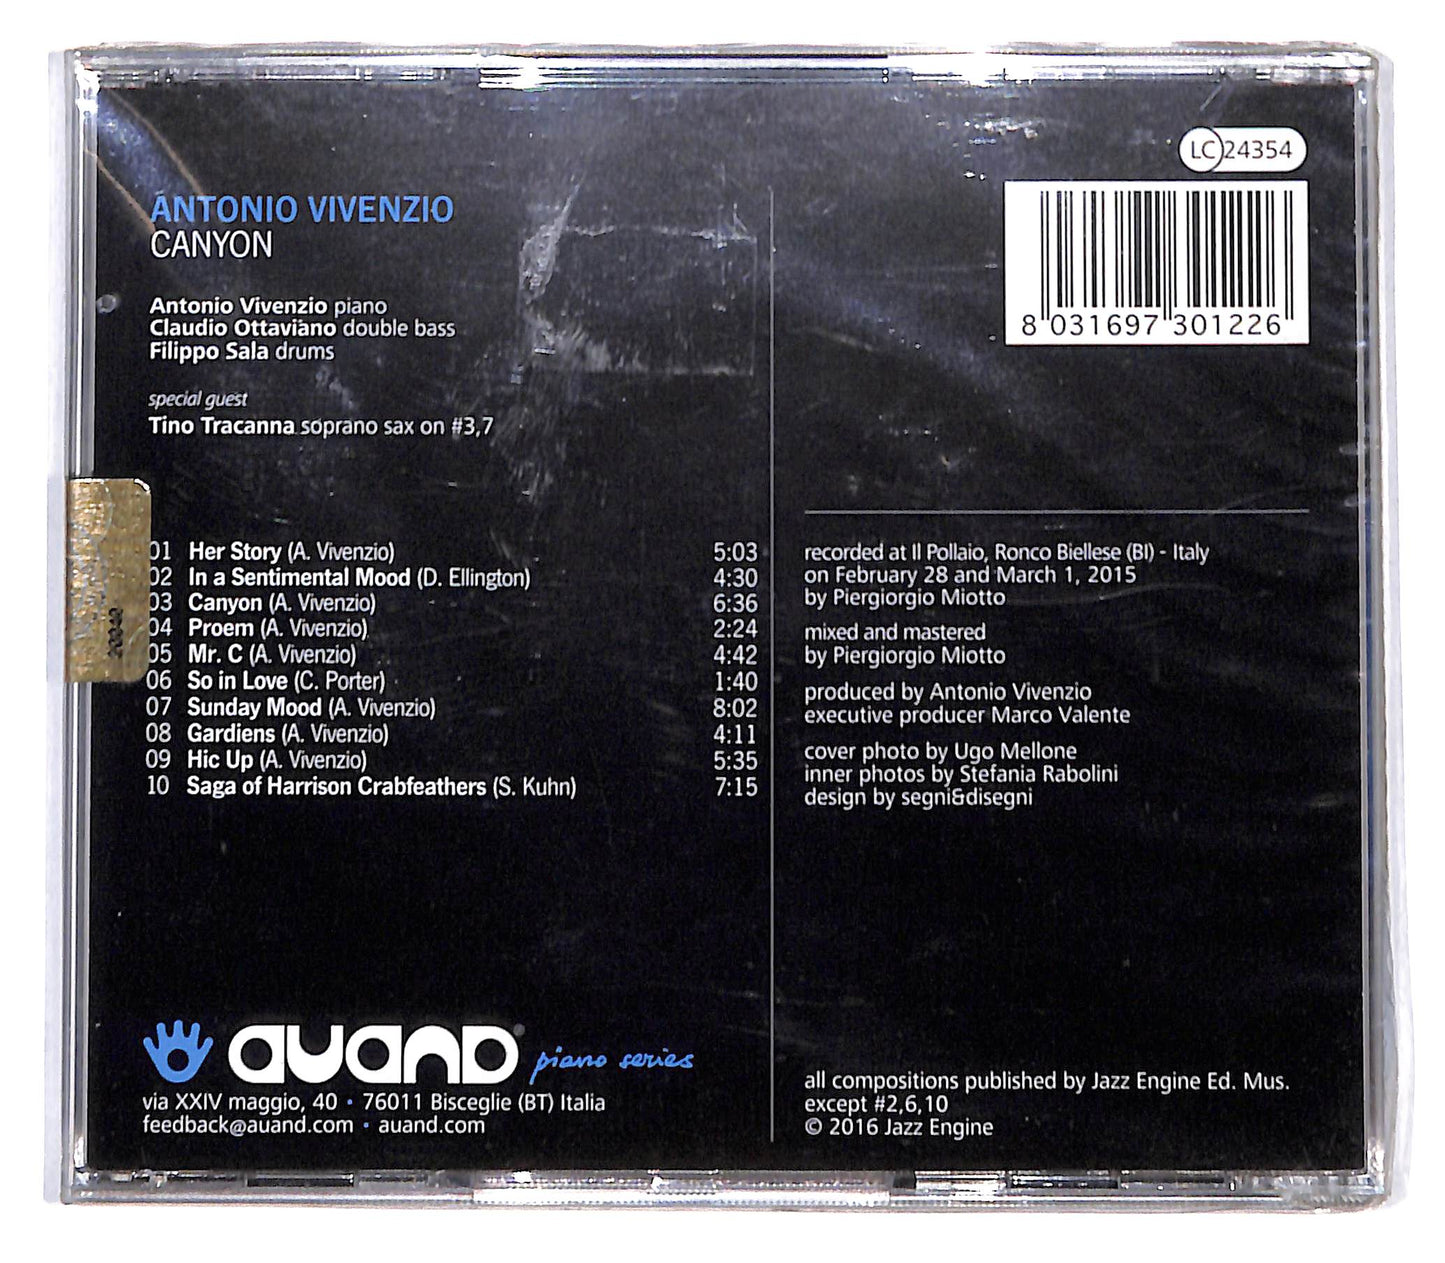 LC 24354
8 031697 301226
ANTONIO VIVENZIO
CANYON
Antonio Vivenzio piano
Claudio Ottaviano double bass
Filippo Sala drums
special guest
Tino Tracanna soprano sax on #3,7
01 Her Story (A. Vivenzio) 5:03
02 In a Sentimental Mood (D. Ellington) 4:30
03 Canyon (A. Vivenzio) 6:36
04 Proem (A. Vivenzio) 2:24
05 Mr. C (A. Vivenzio) 4:42
06 So in Love (C. Porter) 1:40
07 Sunday Mood (A. Vivenzio) 8:02
08 Gardiens (A. Vivenzio) 4:11
09 Hic Up (A. Vivenzio) 5:35
10 Saga of Harrison Crabfeathers (S. Kuhn) 7:15
recorded at Il Pollaio, Ronco Biellese (BI) - Italy
on February 28 and March 1, 2015
by Piergiorgio Miotto
mixed and mastered
by Piergiorgio Miotto
produced by Antonio Vivenzio
executive producer Marco Valente
cover photo by Ugo Mellone
inner photos by Stefania Rabolini
design by segni&disegni
AUAND piano series
via XXIV maggio, 40 • 76011 Bisceglie (BT) Italia
feedback@auand.com • auand.com
all compositions published by Jazz Engine Ed. Mus.
except #2,6,10
© 2016 Jazz Engine